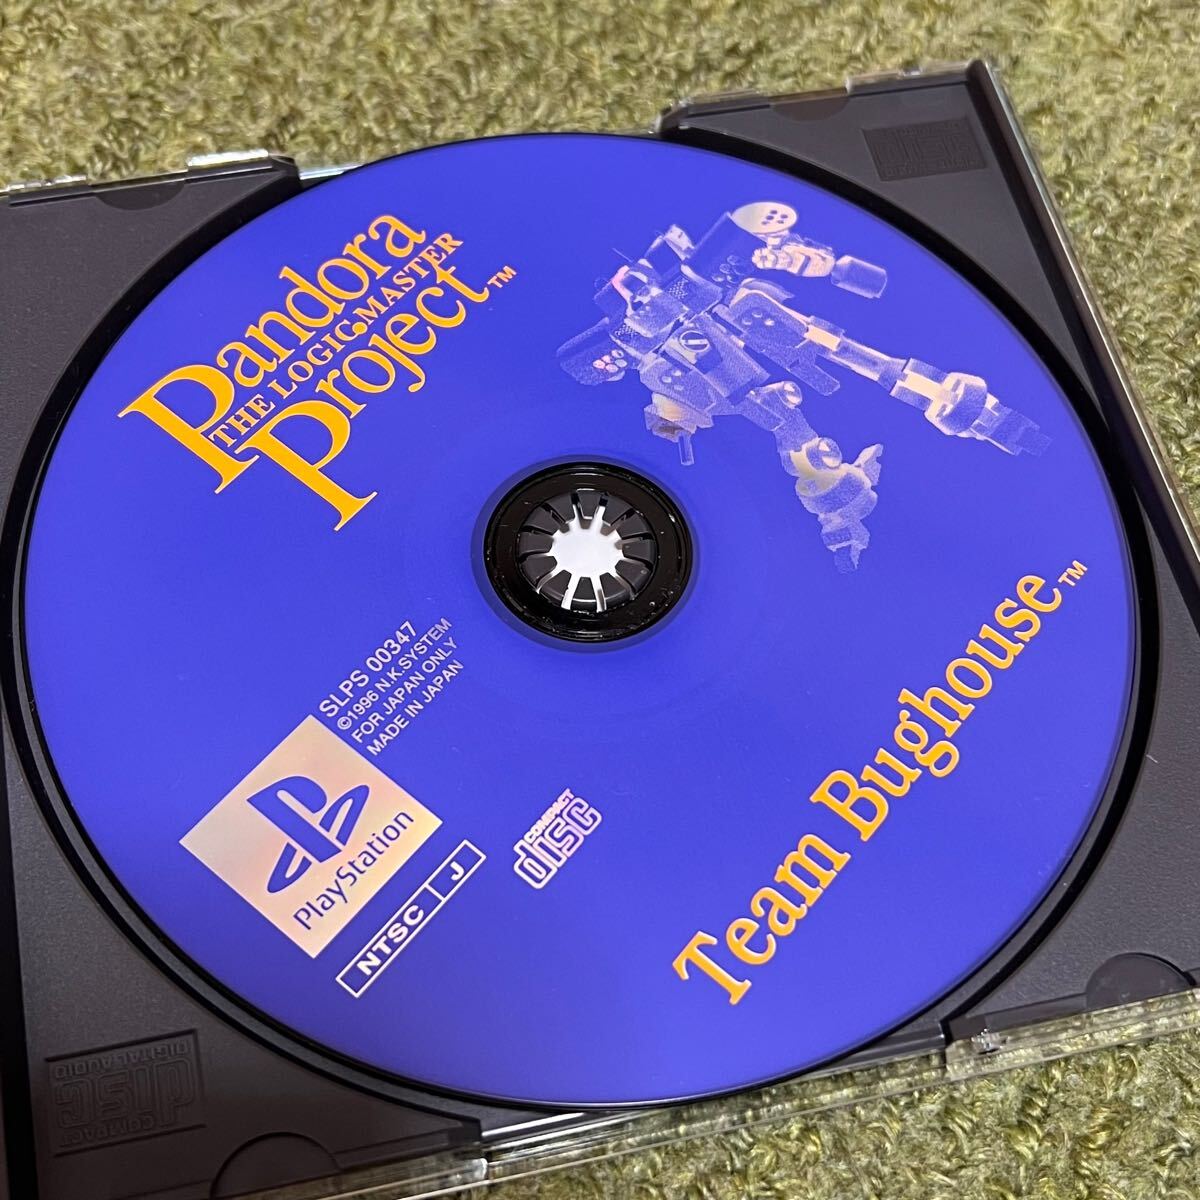 Pandora
THE LOGIC MASTER
Project™
Team Bughouse™
SLPS 00347
©1996 N.K.SYSTEM
FOR JAPAN ONLY
MADE IN JAPAN
PlayStation
NTSC J
COMPACT
disc
COMPACT
disc
DIGITAL AUDIO